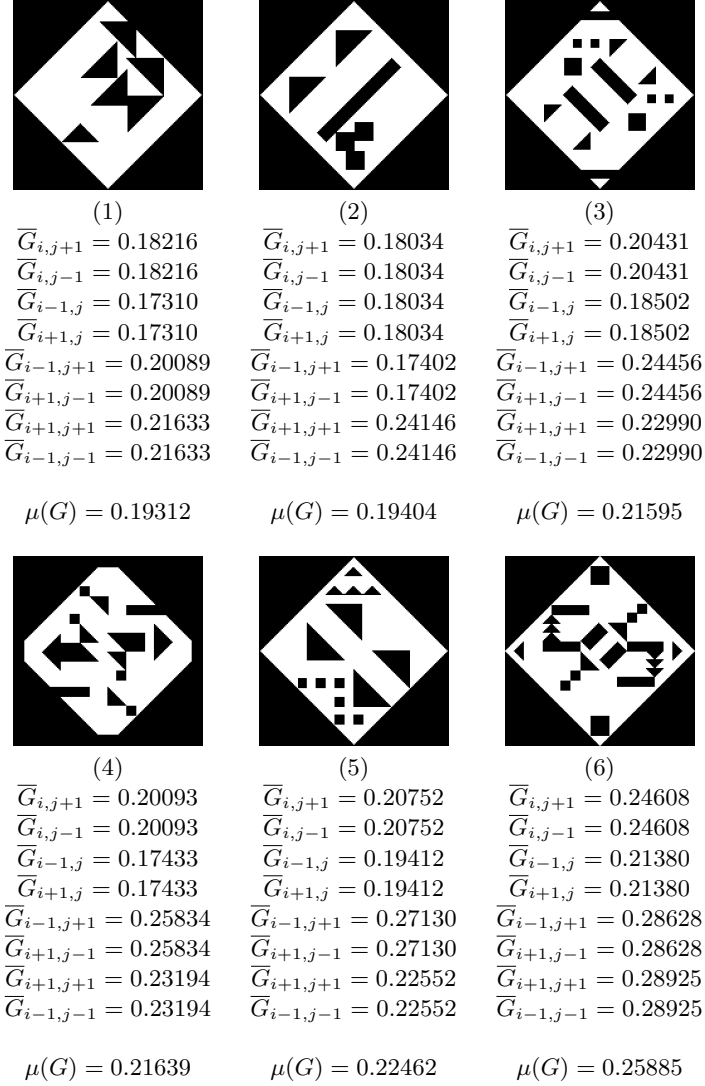 (1) (2) (3)
\overline{G}_{i,j+1} = 0.18216 \overline{G}_{i,j+1} = 0.18034 \overline{G}_{i,j+1} = 0.20431
\overline{G}_{i,j-1} = 0.18216 \overline{G}_{i,j-1} = 0.18034 \overline{G}_{i,j-1} = 0.20431
\overline{G}_{i-1,j} = 0.17310 \overline{G}_{i-1,j} = 0.18034 \overline{G}_{i-1,j} = 0.18502
\overline{G}_{i+1,j} = 0.17310 \overline{G}_{i+1,j} = 0.18034 \overline{G}_{i+1,j} = 0.18502
\overline{G}_{i-1,j+1} = 0.20089 \overline{G}_{i-1,j+1} = 0.17402 \overline{G}_{i-1,j+1} = 0.24456
\overline{G}_{i+1,j-1} = 0.20089 \overline{G}_{i+1,j-1} = 0.17402 \overline{G}_{i+1,j-1} = 0.24456
\overline{G}_{i+1,j+1} = 0.21633 \overline{G}_{i+1,j+1} = 0.24146 \overline{G}_{i+1,j+1} = 0.22990
\overline{G}_{i-1,j-1} = 0.21633 \overline{G}_{i-1,j-1} = 0.24146 \overline{G}_{i-1,j-1} = 0.22990
μ(G) = 0.19312 μ(G) = 0.19404 μ(G) = 0.21595
(4) (5) (6)
\overline{G}_{i,j+1} = 0.20093 \overline{G}_{i,j+1} = 0.20752 \overline{G}_{i,j+1} = 0.24608
\overline{G}_{i,j-1} = 0.20093 \overline{G}_{i,j-1} = 0.20752 \overline{G}_{i,j-1} = 0.24608
\overline{G}_{i-1,j} = 0.17433 \overline{G}_{i-1,j} = 0.19412 \overline{G}_{i-1,j} = 0.21380
\overline{G}_{i+1,j} = 0.17433 \overline{G}_{i+1,j} = 0.19412 \overline{G}_{i+1,j} = 0.21380
\overline{G}_{i-1,j+1} = 0.25834 \overline{G}_{i-1,j+1} = 0.27130 \overline{G}_{i-1,j+1} = 0.28628
\overline{G}_{i+1,j-1} = 0.25834 \overline{G}_{i+1,j-1} = 0.27130 \overline{G}_{i+1,j-1} = 0.28628
\overline{G}_{i+1,j+1} = 0.23194 \overline{G}_{i+1,j+1} = 0.22552 \overline{G}_{i+1,j+1} = 0.28925
\overline{G}_{i-1,j-1} = 0.23194 \overline{G}_{i-1,j-1} = 0.22552 \overline{G}_{i-1,j-1} = 0.28925
μ(G) = 0.21639 μ(G) = 0.22462 μ(G) = 0.25885